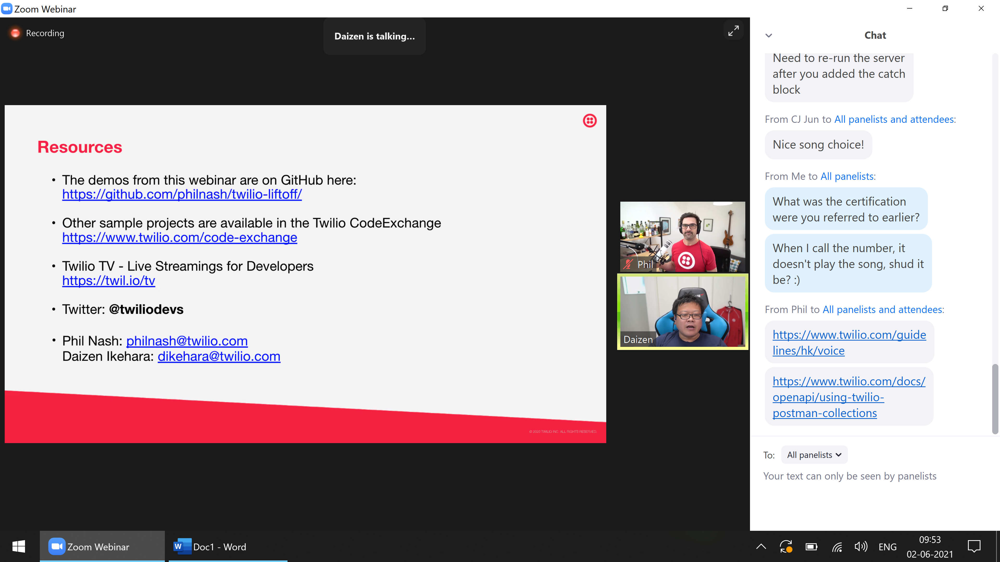 Zoom Webinar
Recording
Daizen is talking...
Resources
• The demos from this webinar are on GitHub here:
https://github.com/philnash/twilio-liftoff/
• Other sample projects are available in the Twilio CodeExchange
https://www.twilio.com/code-exchange
• Twilio TV - Live Streamings for Developers
https://twil.io/tv
• Twitter: @twiliodevs
• Phil Nash: philnash@twilio.com
Daizen Ikehara: dikehara@twilio.com
© 2020 TWILIO INC. ALL RIGHTS RESERVED.
Phil
Daizen
Chat
Need to re-run the server
after you added the catch
block
From CJ Jun to All panelists and attendees:
Nice song choice!
From Me to All panelists:
What was the certification
were you referred to earlier?
When I call the number, it
doesn't play the song, shud it
be? :)
From Phil to All panelists and attendees:
https://www.twilio.com/guide
lines/hk/voice
https://www.twilio.com/docs/
openapi/using-twilio-
postman-collections
To: All panelists
Your text can only be seen by panelists
Zoom Webinar
W
Doc1 - Word
ENG
09:53
02-06-2021